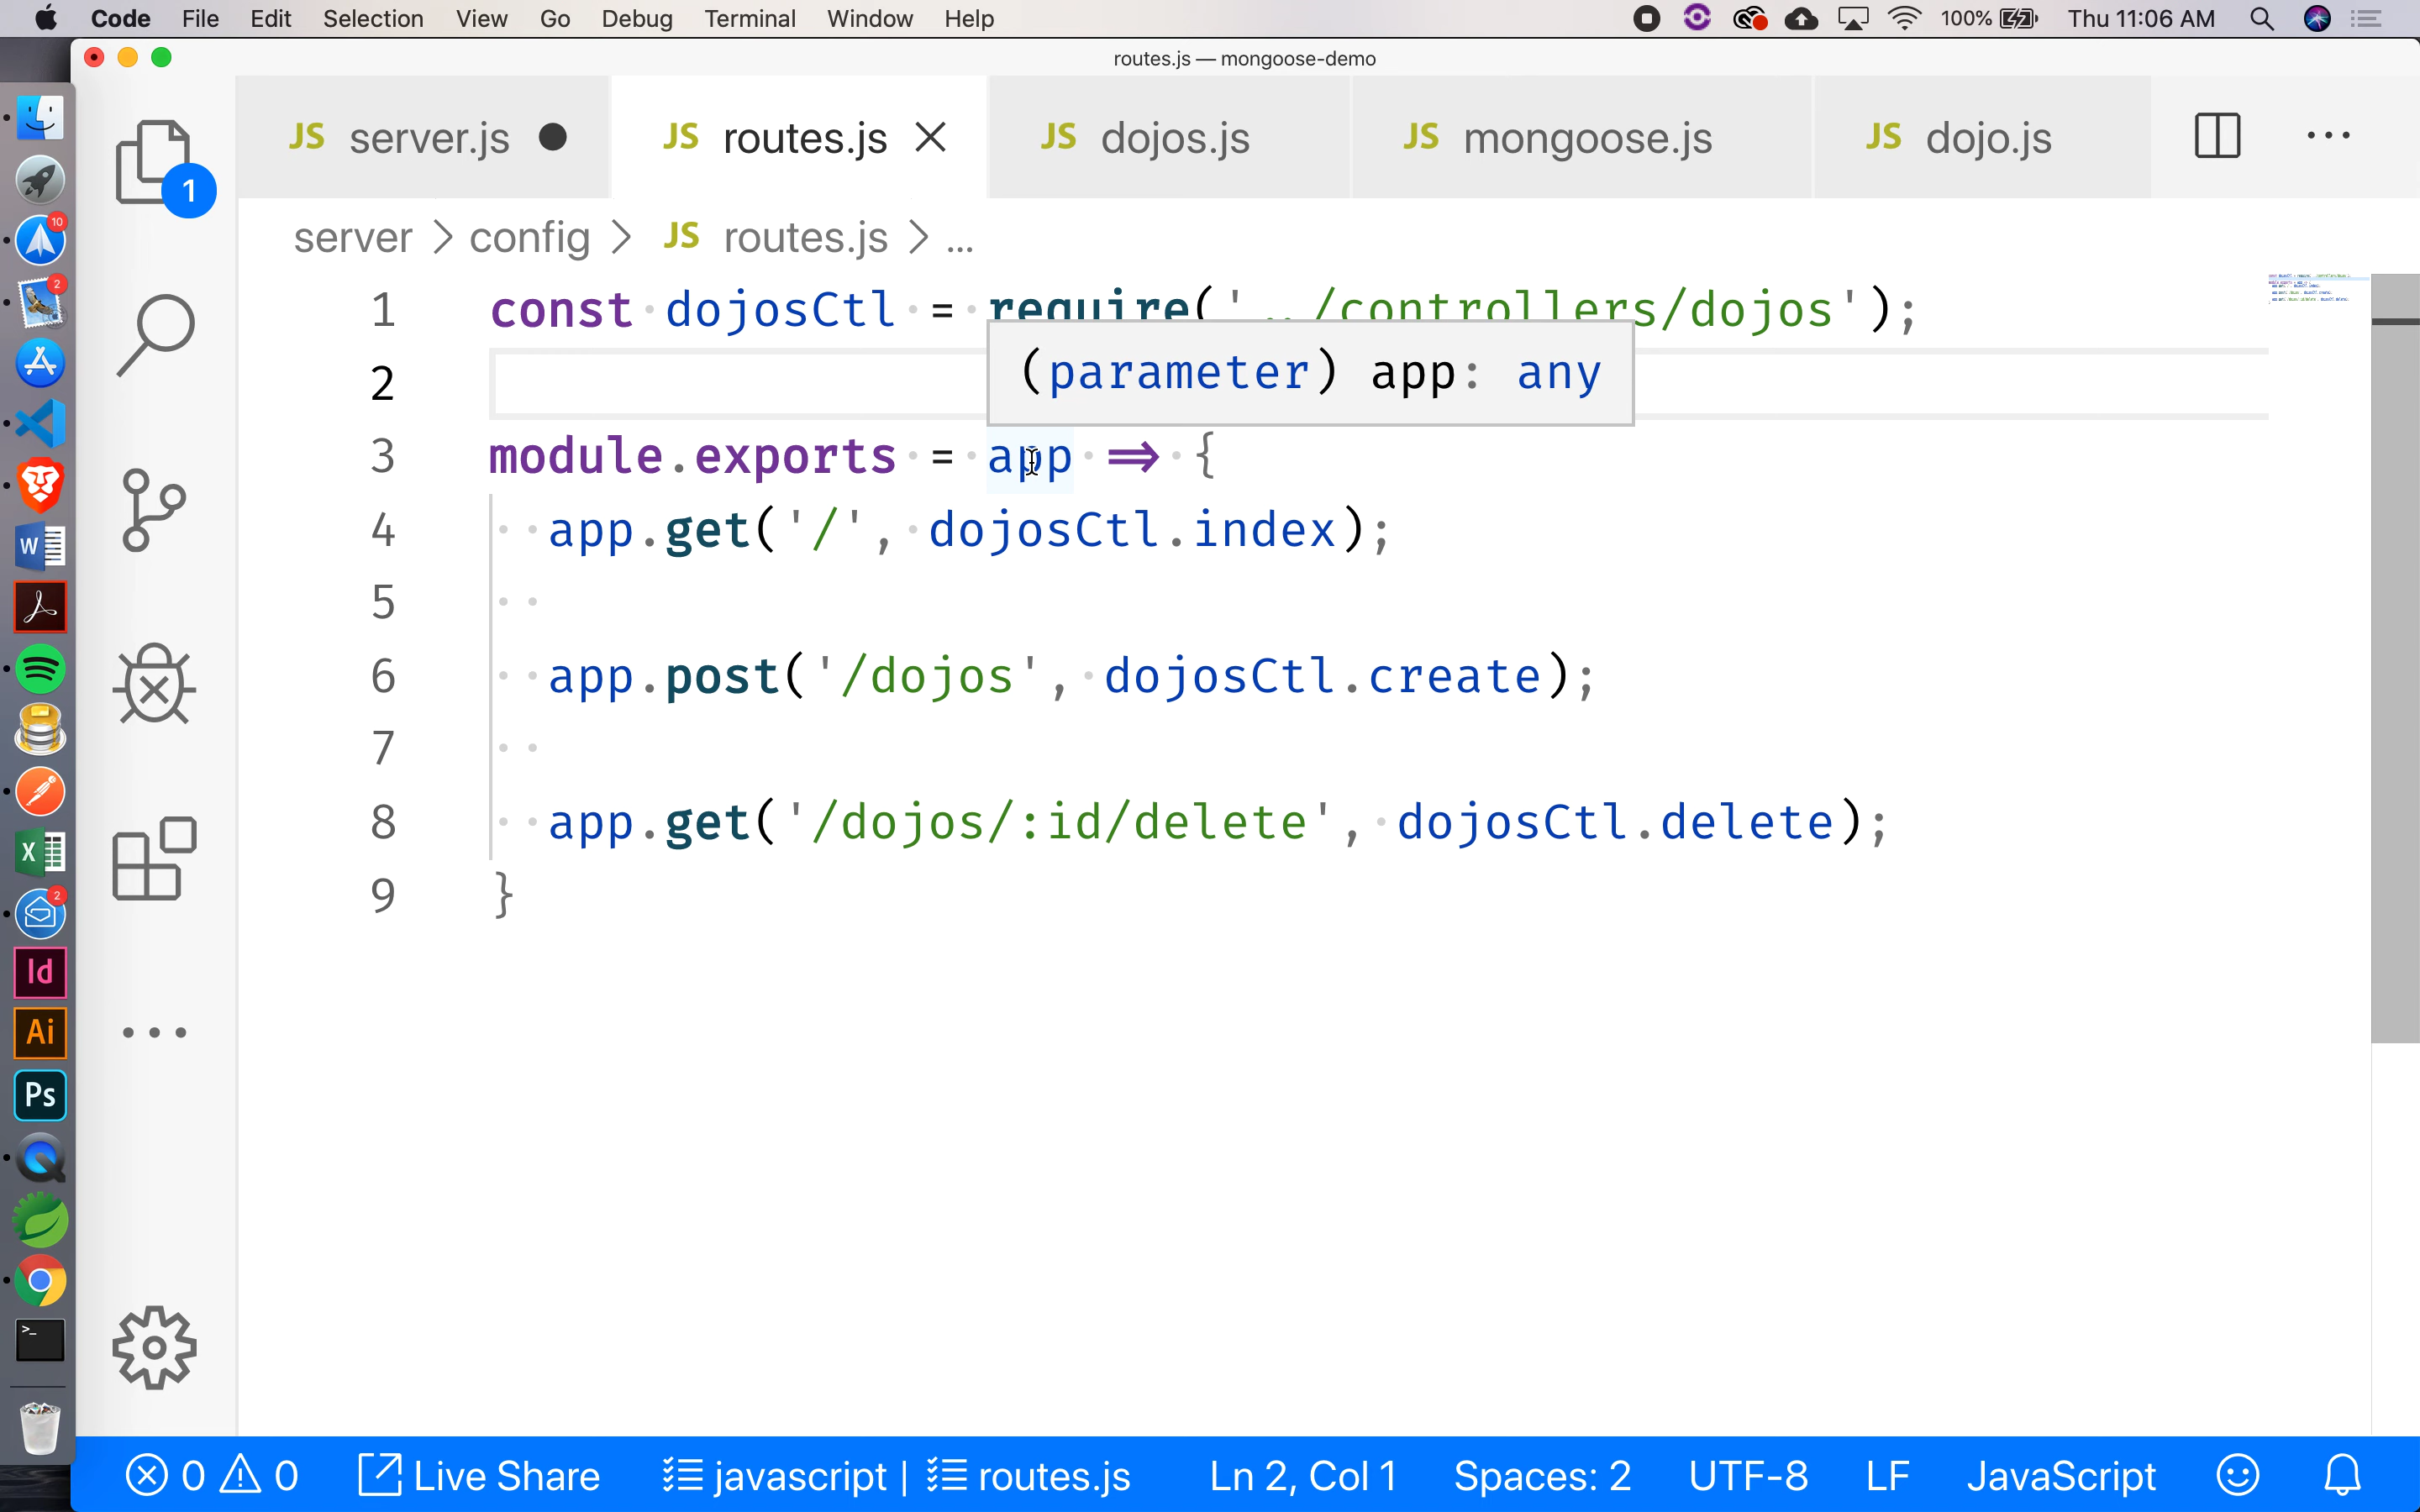 Code File Edit Selection View Go Debug Terminal Window Help 100% Thu 11:06 AM
routes.js — mongoose-demo
JS server.js JS routes.js JS dojos.js JS mongoose.js JS dojo.js
1
server > config > JS routes.js > ...
1 const dojosCtl = require('../controllers/dojos');
2
(parameter) app: any
3 module.exports = app => {
4 app.get('/', dojosCtl.index);
5
6 app.post('/dojos', dojosCtl.create);
7
8 app.get('/dojos/:id/delete', dojosCtl.delete);
9 }
10
2
W
X
2
Id
Ai
Ps
>_
0 0 Live Share javascript | routes.js Ln 2, Col 1 Spaces: 2 UTF-8 LF JavaScript